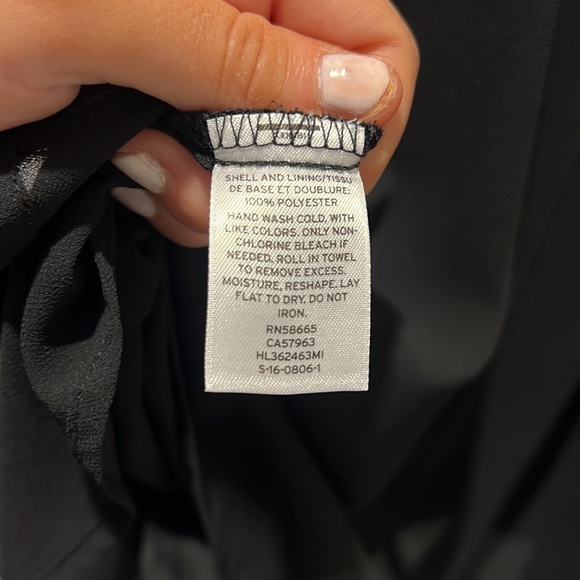 SHELL AND LINING/TISSU
DE BASE ET DOUBLURE:
100% POLYESTER
HAND WASH COLD, WITH
LIKE COLORS. ONLY NON-
CHLORINE BLEACH IF
NEEDED. ROLL IN TOWEL
TO REMOVE EXCESS.
MOISTURE, RESHAPE. LAY
FLAT TO DRY. DO NOT
IRON.
RN58665
CA57963
HL362463MI
S-16-0806-1